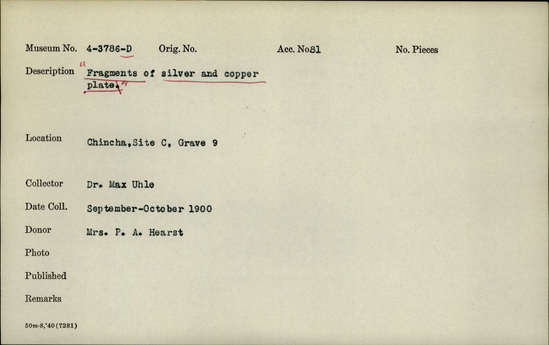 Museum No. 4-3786-D Orig. No. Acc. No81 No. Pieces
Description "Fragments of silver and copper
plate."
Location Chincha,Site C, Grave 9
Collector Dr. Max Uhle
Date Coll. September-October 1900
Donor Mrs. P. A. Hearst
Photo
Published
Remarks
50m-8,'40(7281)